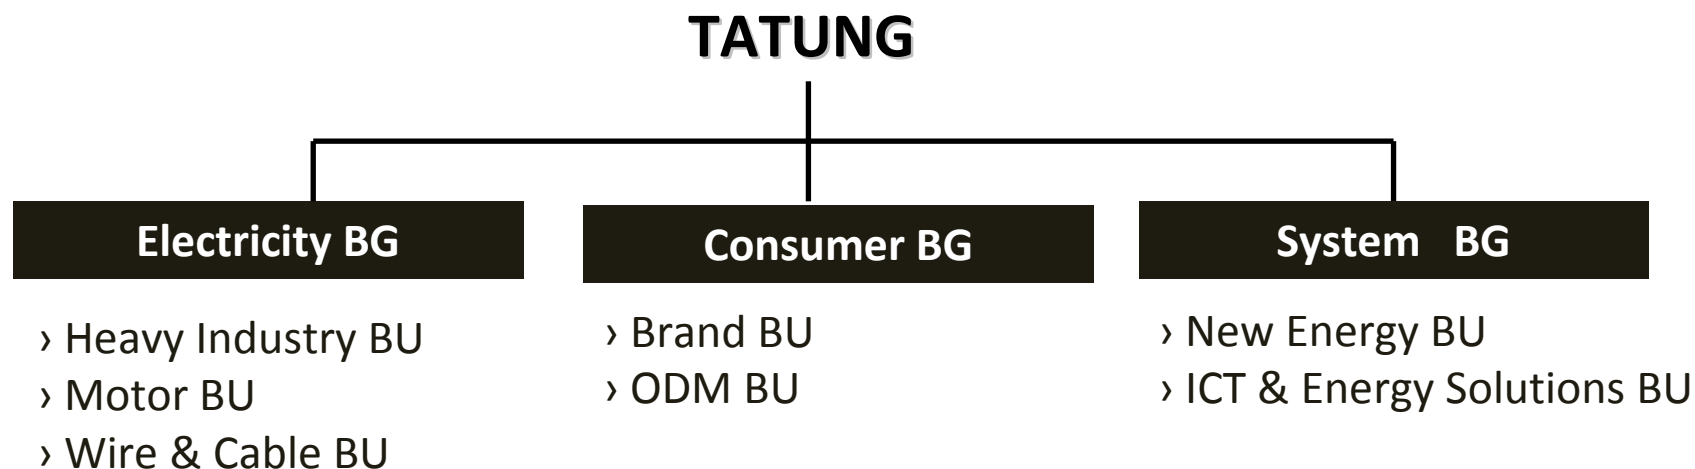 TATUNG
Electricity BG
› Heavy Industry BU
› Motor BU
› Wire & Cable BU
Consumer BG
› Brand BU
› ODM BU
System BG
› New Energy BU
› ICT & Energy Solutions BU